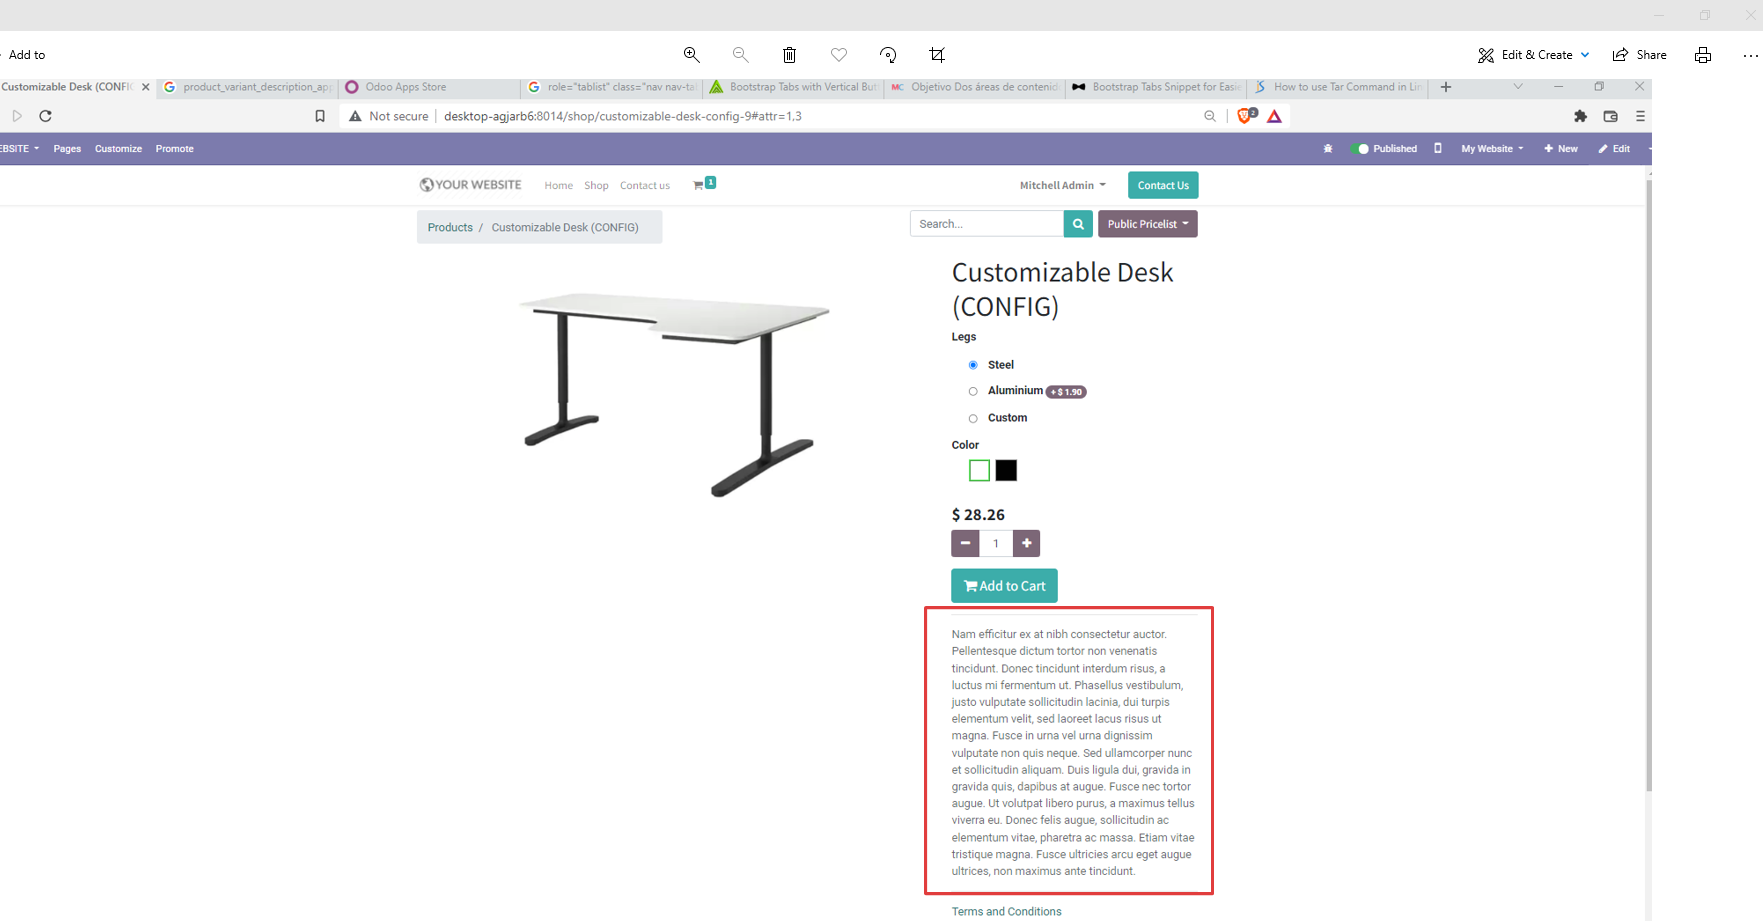 Add to
Edit & Create
Share
Customizable Desk (CONFIG
product_variant_description_app
Odoo Apps Store
role="tablist" class="nav nav-ta
Bootstrap Tabs with Vertical But
MC Objetivo Dos áreas de contenido
Bootstrap Tabs Snippet for Easie
How to use Tar Command in Lin
Not secure
desktop-agjarb6:8014/shop/customizable-desk-config-9#attr=1,3
2
EBSITE
Pages
Customize
Promote
Published
My Website
New
Edit
YOUR WEBSITE
Home
Shop
Contact us
1
Mitchell Admin
Contact Us
Products / Customizable Desk (CONFIG)
Search...
Public Pricelist
Customizable Desk
(CONFIG)
Legs
Steel
Aluminium + $ 1.90
Custom
Color
$ 28.26
1
Add to Cart
Nam efficitur ex at nibh consectetur auctor.
Pellentesque dictum tortor non venenatis
tincidunt. Donec tincidunt interdum risus, a
luctus mi fermentum ut. Phasellus vestibulum,
justo vulputate sollicitudin lacinia, dui turpis
elementum velit, sed laoreet lacus risus ut
magna. Fusce in urna vel urna dignissim
vulputate non quis neque. Sed ullamcorper nunc
et sollicitudin aliquam. Duis ligula dui, gravida in
gravida quis, dapibus at augue. Fusce nec tortor
augue. Ut volutpat libero purus, a maximus tellus
viverra eu. Donec felis augue, sollicitudin ac
elementum vitae, pharetra ac massa. Etiam vitae
tristique magna. Fusce ultricies arcu eget augue
ultrices, non maximus ante tincidunt.
Terms and Conditions